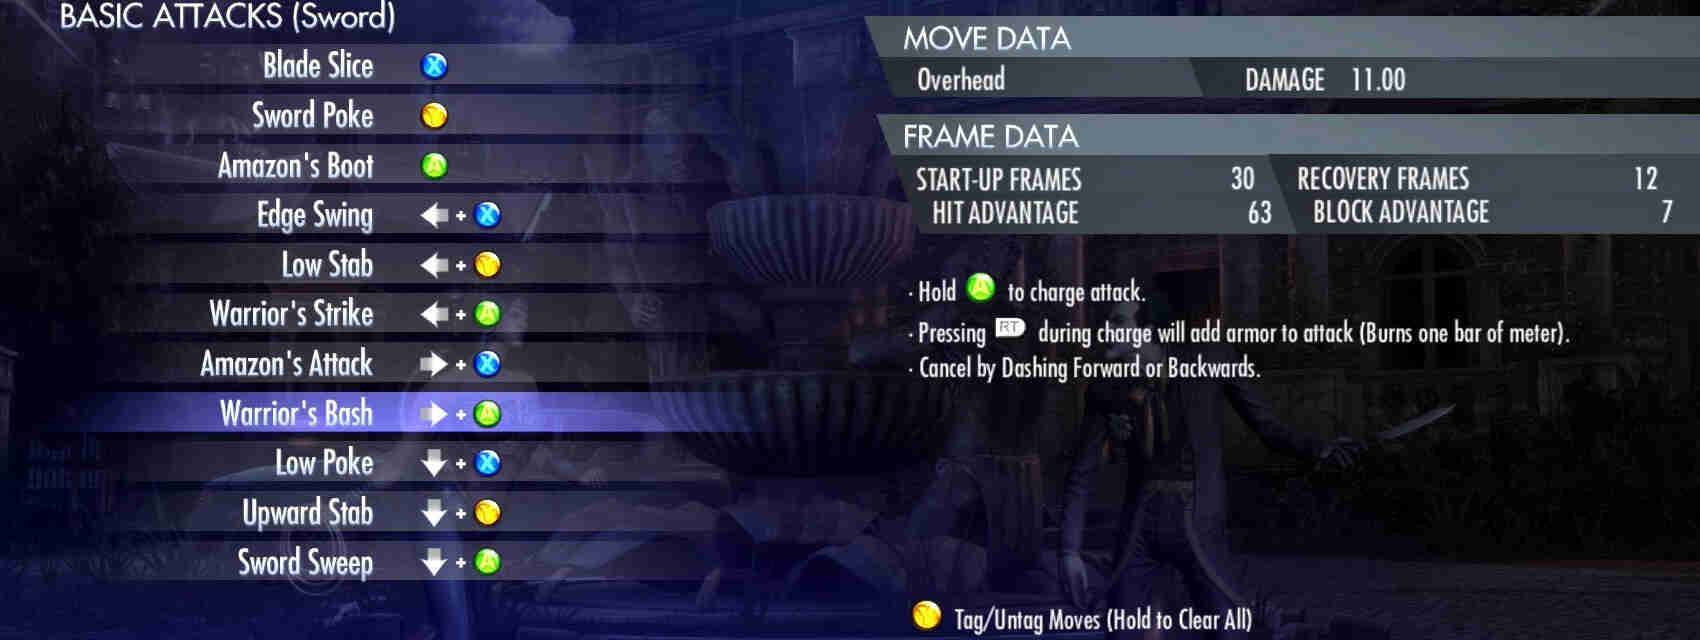 BASIC ATTACKS (Sword)
Blade Slice X
Sword Poke Y
Amazon's Boot A
Edge Swing + X
Low Stab + Y
Warrior's Strike + A
Amazon's Attack + X
Warrior's Bash + A
Low Poke + X
Upward Stab + Y
Sword Sweep + A
MOVE DATA
Overhead DAMAGE 11.00
FRAME DATA
START-UP FRAMES 30 RECOVERY FRAMES 12
HIT ADVANTAGE 63 BLOCK ADVANTAGE 7
· Hold A to charge attack.
· Pressing RT during charge will add armor to attack (Burns one bar of meter).
· Cancel by Dashing Forward or Backwards.
Y Tag/Untag Moves (Hold to Clear All)